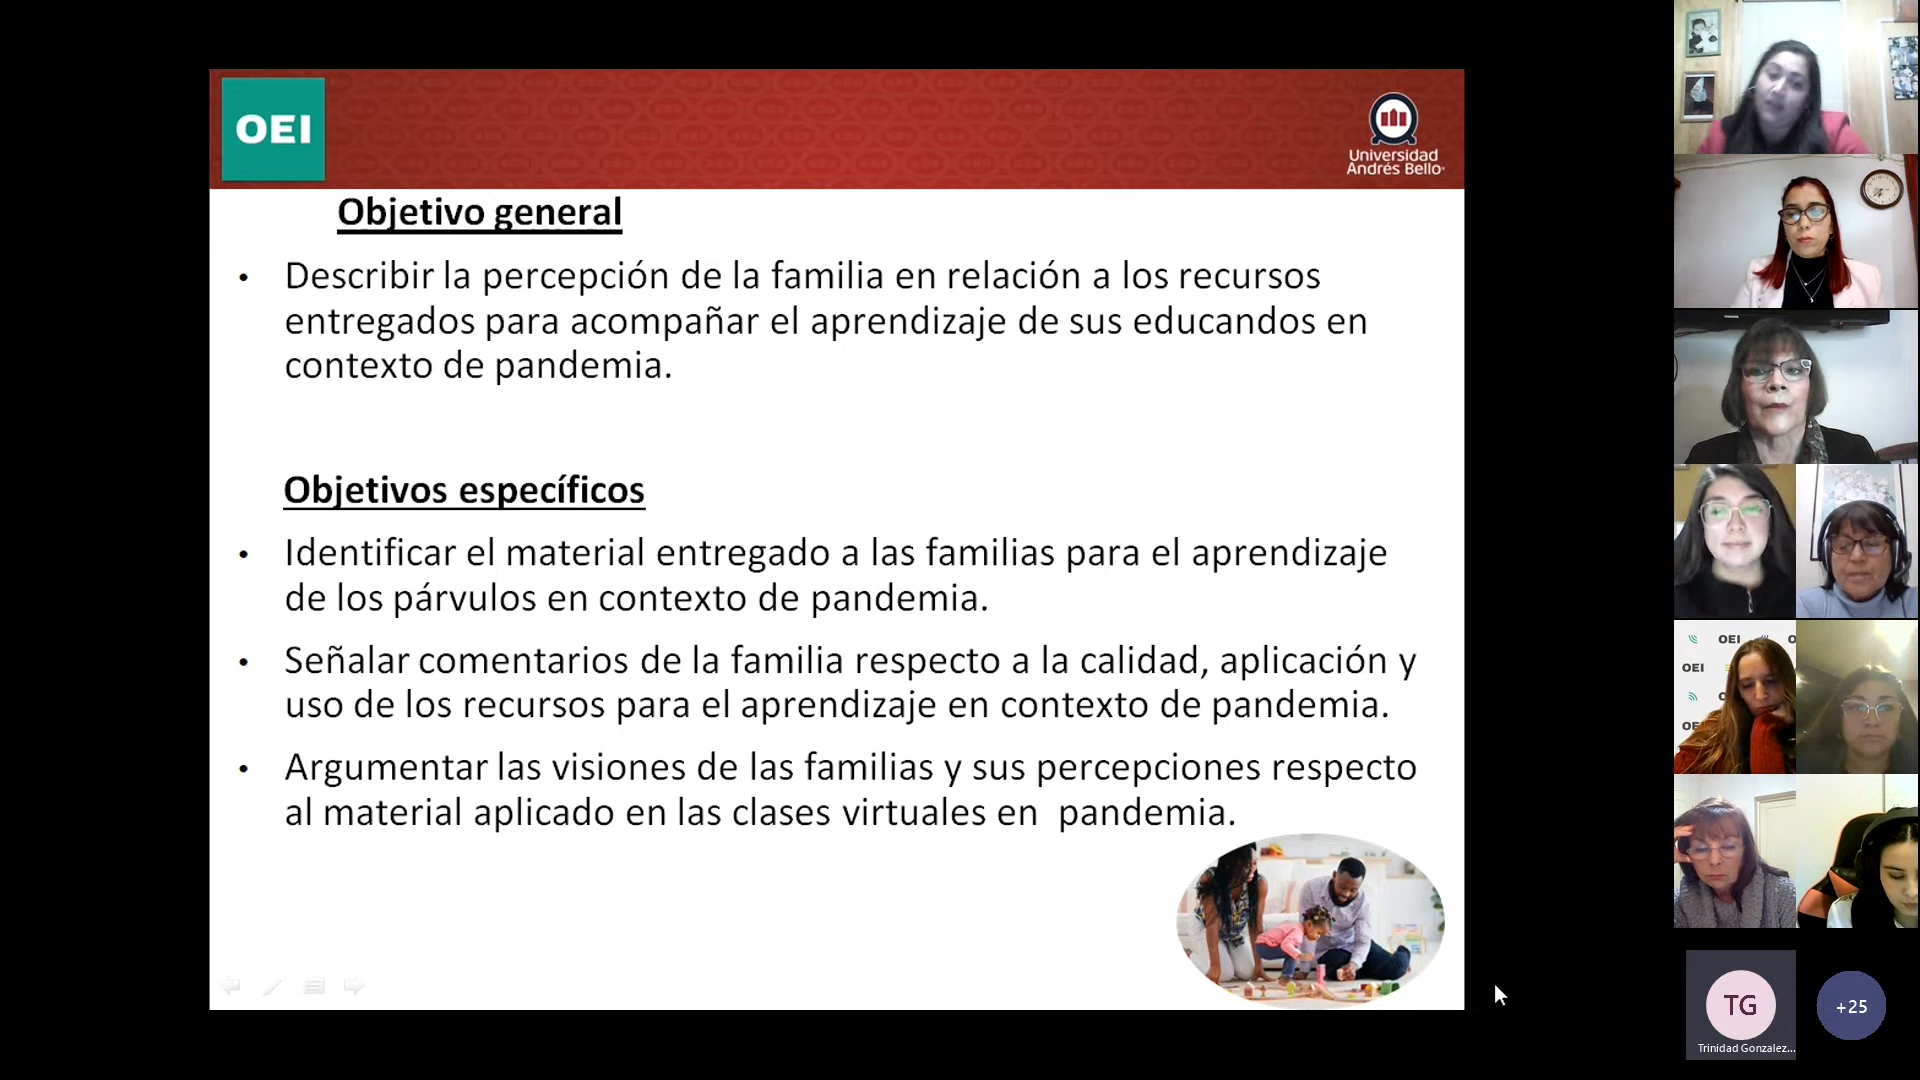 OEI
Universidad
Andrés Bello
Objetivo general
• Describir la percepción de la familia en relación a los recursos
entregados para acompañar el aprendizaje de sus educandos en
contexto de pandemia.
Objetivos específicos
• Identificar el material entregado a las familias para el aprendizaje
de los párvulos en contexto de pandemia.
• Señalar comentarios de la familia respecto a la calidad, aplicación y
uso de los recursos para el aprendizaje en contexto de pandemia.
• Argumentar las visiones de las familias y sus percepciones respecto
al material aplicado en las clases virtuales en  pandemia.
OEI
OEI
TG
Trinidad Gonzalez...
+25